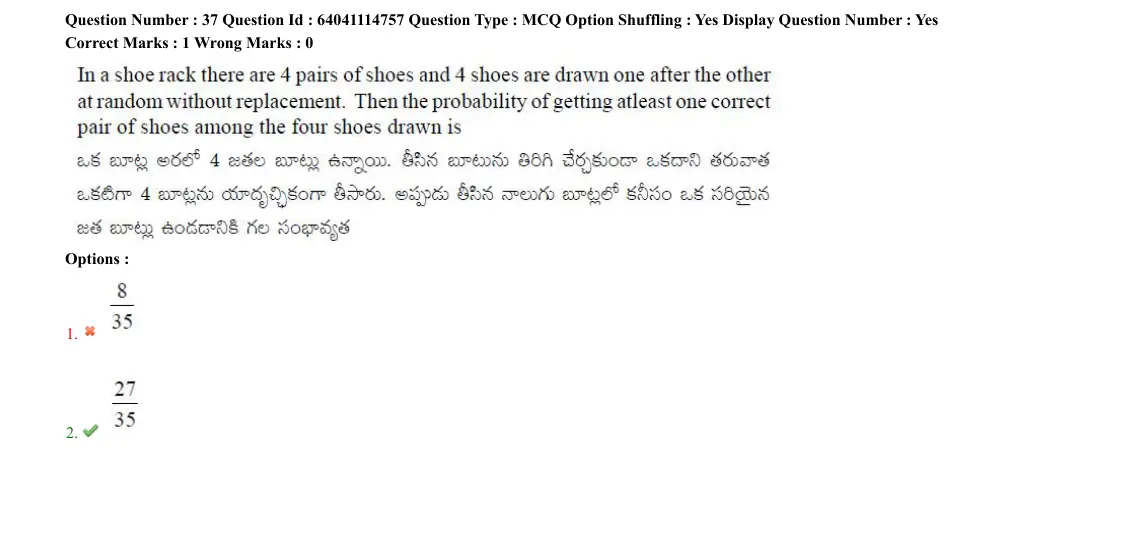 Question Number : 37 Question Id : 64041114757 Question Type : MCQ Option Shuffling : Yes Display Question Number : Yes
Correct Marks : 1 Wrong Marks : 0
In a shoe rack there are 4 pairs of shoes and 4 shoes are drawn one after the other
at random without replacement. Then the probability of getting atleast one correct
pair of shoes among the four shoes drawn is
ఒక బూట్ల అరలో 4 జతల బూట్లు ఉన్నాయి. తీసిన బూటును తిరిగి చేర్చకుండా ఒకదాని తరువాత
ఒకటిగా 4 బూట్లను యాదృచ్ఛికంగా తీసారు. అప్పుడు తీసిన నాలుగు బూట్లలో కనీసం ఒక సరియైన
జత బూట్లు ఉండడానికి గల సంభావ్యత
Options :
8
35
1.
27
35
2.